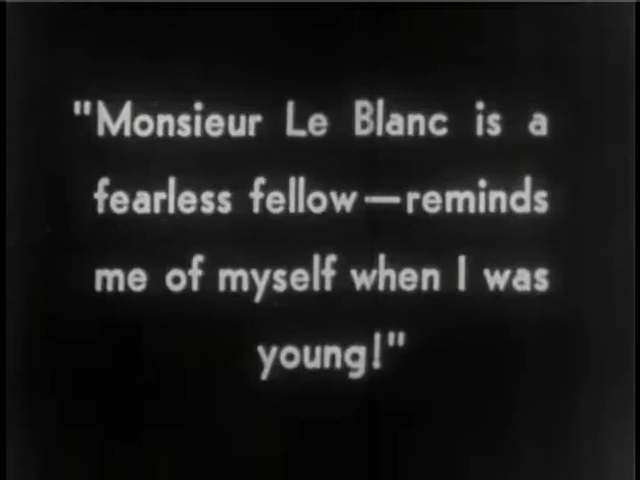 "Monsieur Le Blanc is a
fearless fellow—reminds
me of myself when I was
young!"